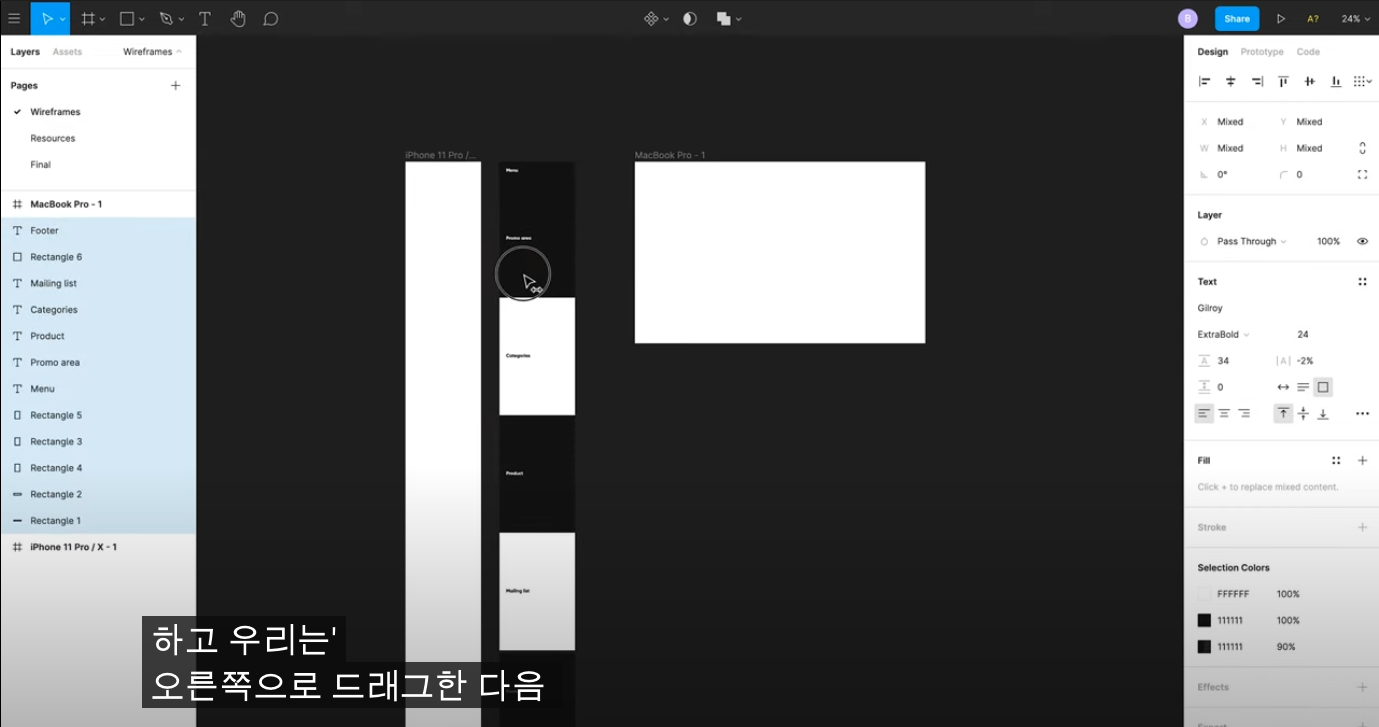 B
Share
A?
24%
Layers
Assets
Wireframes
Pages
Wireframes
Resources
Final
MacBook Pro - 1
Footer
Rectangle 6
Mailing list
Categories
Product
Promo area
Menu
Rectangle 5
Rectangle 3
Rectangle 4
Rectangle 2
Rectangle 1
iPhone 11 Pro / X - 1
iPhone 11 Pro /...
Menu
Promo area
Categories
Product
Mailing list
MacBook Pro - 1
하고 우리는'
오른쪽으로 드래그한 다음
Design
Prototype
Code
X Mixed Y Mixed
W Mixed H Mixed
0° 0
Layer
Pass Through 100%
Text
Gilroy
ExtraBold 24
34 |A| -2%
0
Fill
Click + to replace mixed content.
Stroke
Selection Colors
FFFFFF 100%
111111 100%
111111 90%
Effects